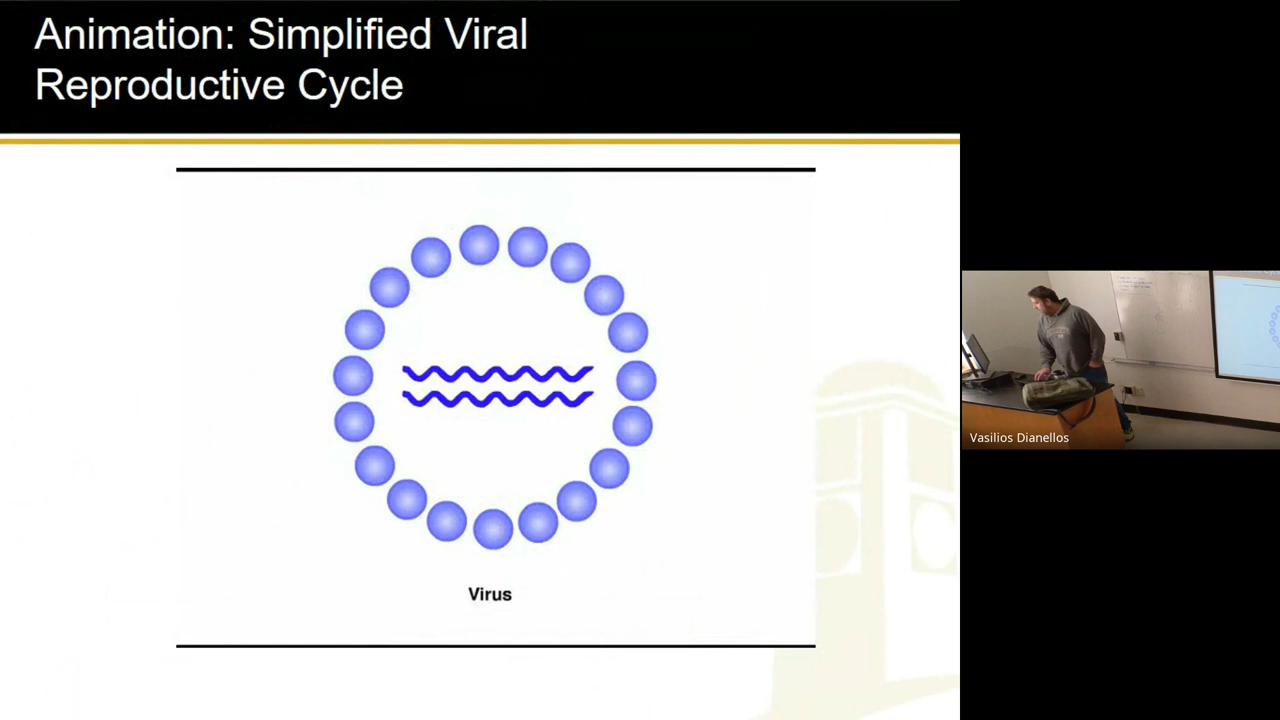 Animation: Simplified Viral
Reproductive Cycle
Virus
Vasilios Dianellos